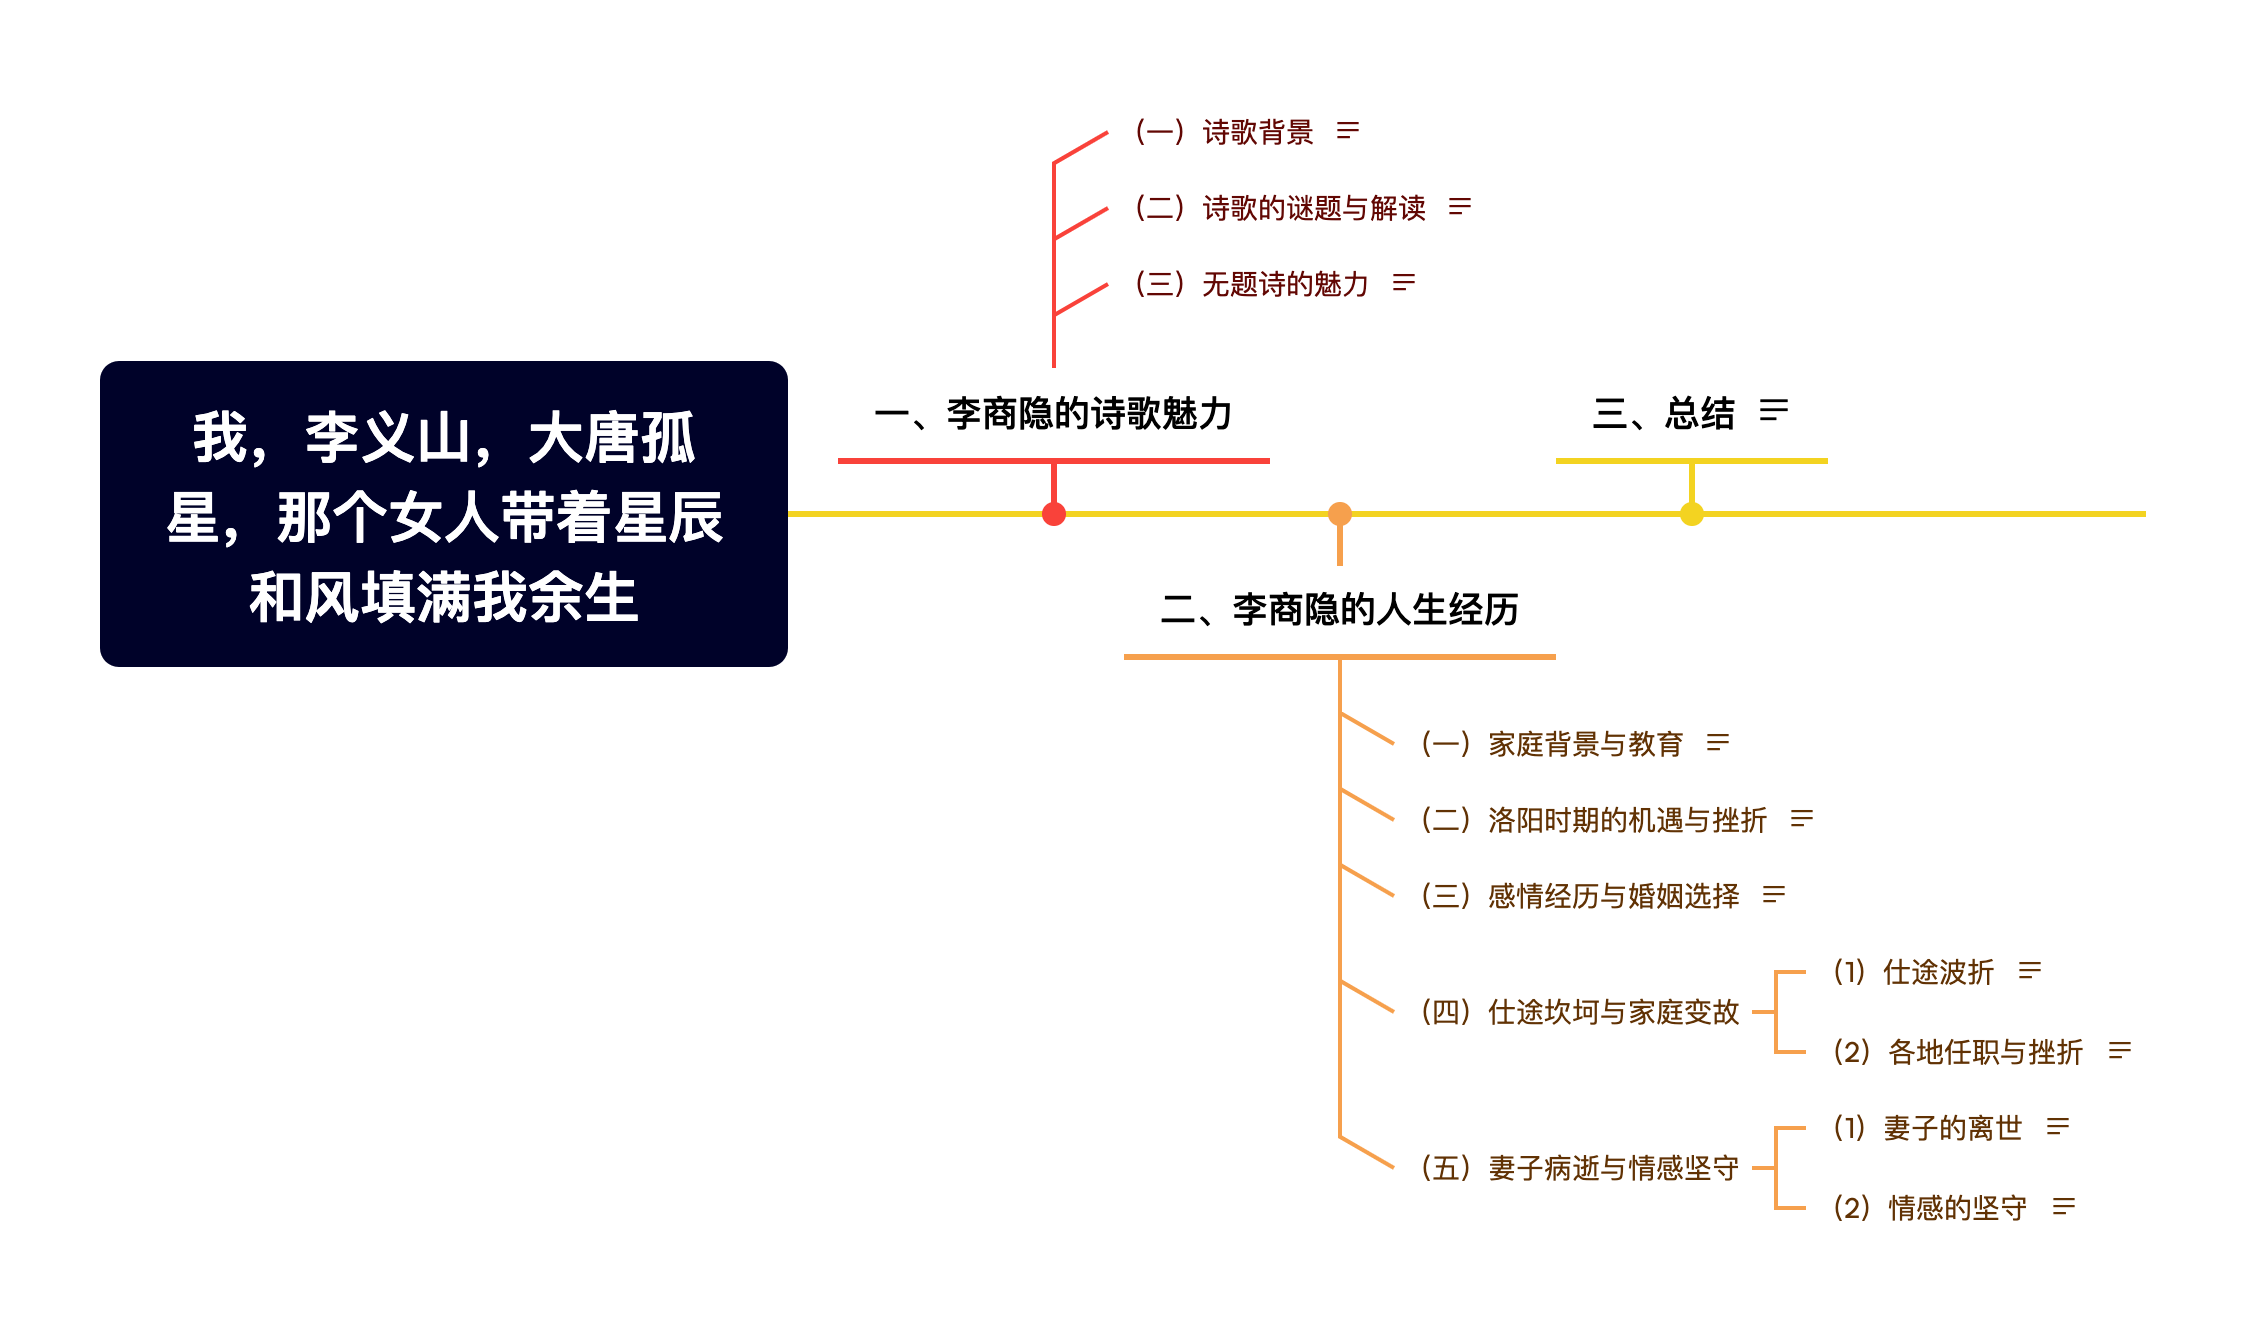 我，李义山，大唐孤
星，那个女人带着星辰
和风填满我余生
一、李商隐的诗歌魅力
（一）诗歌背景
（二）诗歌的谜题与解读
（三）无题诗的魅力
二、李商隐的人生经历
（一）家庭背景与教育
（二）洛阳时期的机遇与挫折
（三）感情经历与婚姻选择
（四）仕途坎坷与家庭变故
（1）仕途波折
（2）各地任职与挫折
（五）妻子病逝与情感坚守
（1）妻子的离世
（2）情感的坚守
三、总结